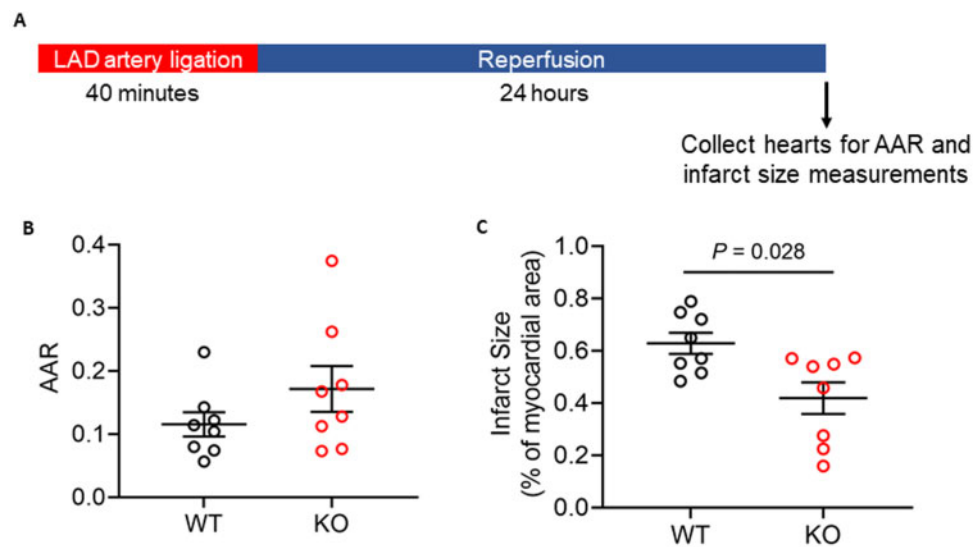 A
LAD artery ligation
Reperfusion
40 minutes
24 hours
Collect hearts for AAR and
infarct size measurements
B
AAR
0.4
0.3
0.2
0.1
0.0
WT
KO
C
Infarct Size
(% of myocardial area)
1.0
0.8
0.6
0.4
0.2
0.0
P = 0.028
WT
KO